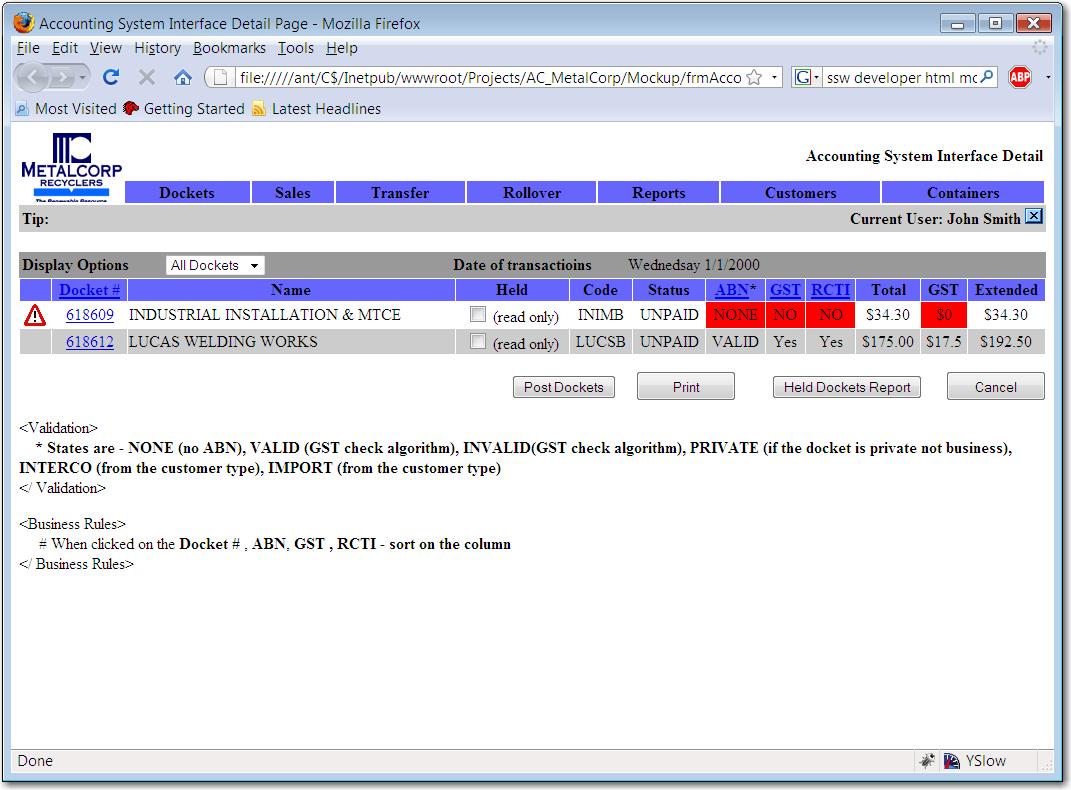 Accounting System Interface Detail Page - Mozilla Firefox
File Edit View History Bookmarks Tools Help
file://///ant/C$/Inetpub/wwwroot/Projects/AC_MetalCorp/Mockup/frmAcco G ssw developer html mc ABP
Most Visited Getting Started Latest Headlines
METALCORP
RECYCLERS
The Renewable Resource
Accounting System Interface Detail
Dockets Sales Transfer Rollover Reports Customers Containers
Tip: Current User: John Smith
Display Options All Dockets Date of transactioins Wednedsay 1/1/2000
Docket # Name Held Code Status ABN* GST RCTI Total GST Extended
618609 INDUSTRIAL INSTALLATION & MTCE (read only) INIMB UNPAID NONE NO NO $34.30 $0 $34.30
618612 LUCAS WELDING WORKS (read only) LUCSB UNPAID VALID Yes Yes $175.00 $17.5 $192.50
Post Dockets Print Held Dockets Report Cancel
<Validation>
* States are - NONE (no ABN), VALID (GST check algorithm), INVALID(GST check algorithm), PRIVATE (if the docket is private not business),
INTERCO (from the customer type), IMPORT (from the customer type)
</ Validation>
<Business Rules>
# When clicked on the Docket # , ABN, GST , RCTI - sort on the column
</ Business Rules>
Done YSlow